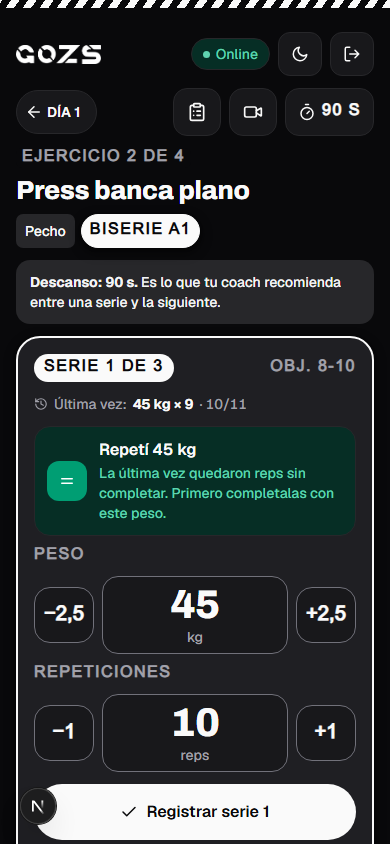 GOZS
Online
DÍA 1
90 S
EJERCICIO 2 DE 4
Press banca plano
Pecho
BISERIE A1
Descanso: 90 s. Es lo que tu coach recomienda
entre una serie y la siguiente.
SERIE 1 DE 3
OBJ. 8-10
Última vez: 45 kg × 9 · 10/11
=
Repetí 45 kg
La última vez quedaron reps sin
completar. Primero completalas con
este peso.
PESO
−2,5
45
kg
+2,5
REPETICIONES
−1
10
reps
+1
Registrar serie 1
N